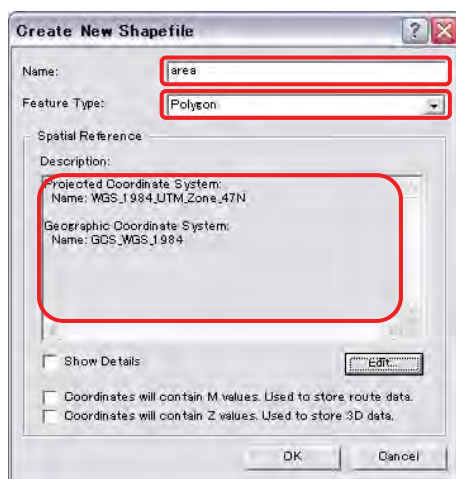 Create New Shapefile
Name: area
Feature Type: Polygon
Spatial Reference
Description:
Projected Coordinate System:
Name: WGS_1984_UTM_Zone_47N
Geographic Coordinate System:
Name: GCS_WGS_1984
Show Details
Edit...
Coordinates will contain M values. Used to store route data.
Coordinates will contain Z values. Used to store 3D data.
OK Cancel